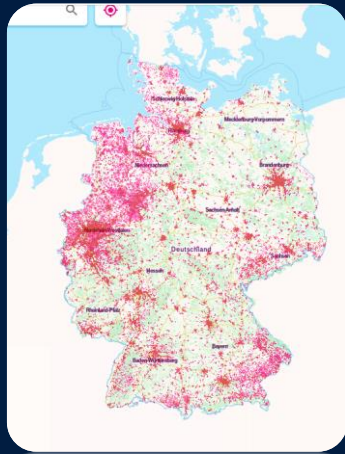 Schleswig-Holstein
Hamburg
Mecklenburg-Vorpommern
Niedersachsen
Brandenburg
Sachsen-Anhalt
Nordrhein-Westfalen
Deutschland
Sachsen
Hessen
Rheinland-Pfalz
Bayern
Baden-Württemberg